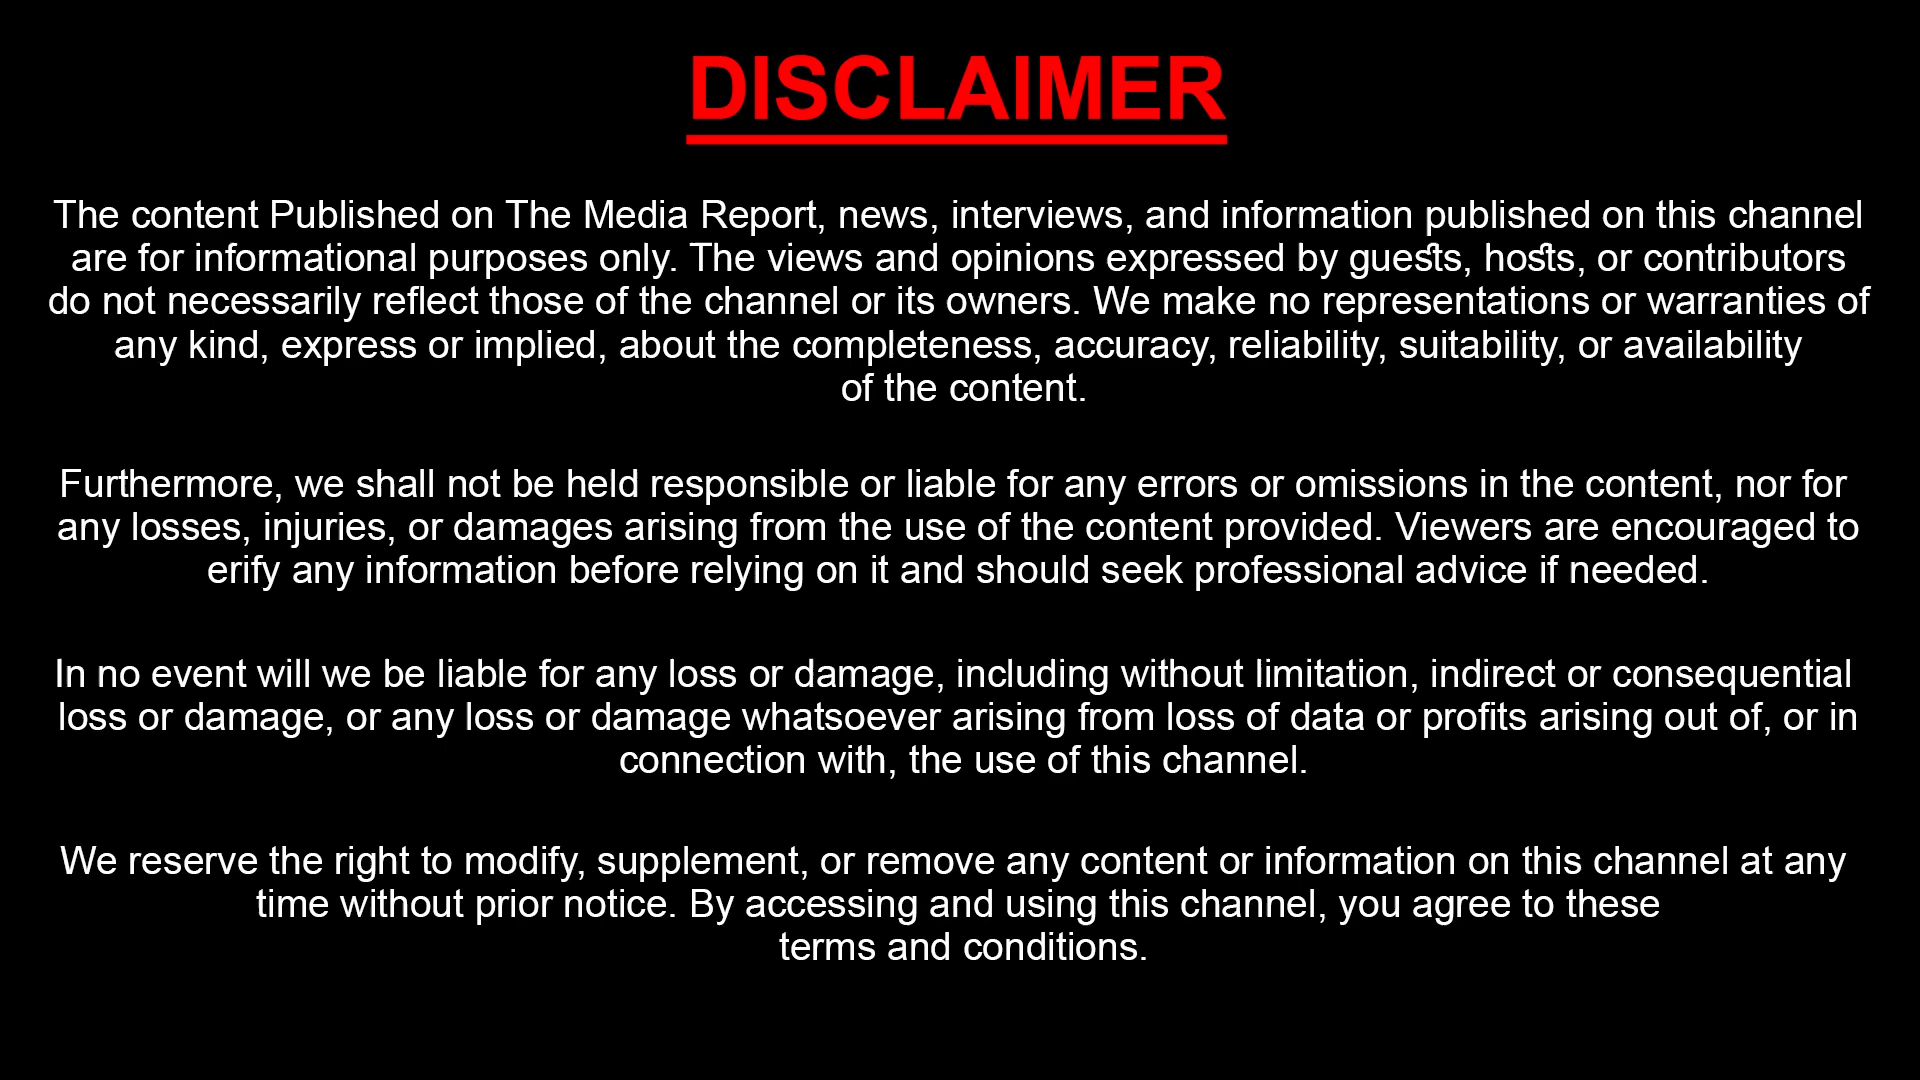 DISCLAIMER
The content Published on The Media Report, news, interviews, and information published on this channel
are for informational purposes only. The views and opinions expressed by guests, hosts, or contributors
do not necessarily reflect those of the channel or its owners. We make no representations or warranties of
any kind, express or implied, about the completeness, accuracy, reliability, suitability, or availability
of the content.
Furthermore, we shall not be held responsible or liable for any errors or omissions in the content, nor for
any losses, injuries, or damages arising from the use of the content provided. Viewers are encouraged to
erify any information before relying on it and should seek professional advice if needed.
In no event will we be liable for any loss or damage, including without limitation, indirect or consequential
loss or damage, or any loss or damage whatsoever arising from loss of data or profits arising out of, or in
connection with, the use of this channel.
We reserve the right to modify, supplement, or remove any content or information on this channel at any
time without prior notice. By accessing and using this channel, you agree to these
terms and conditions.